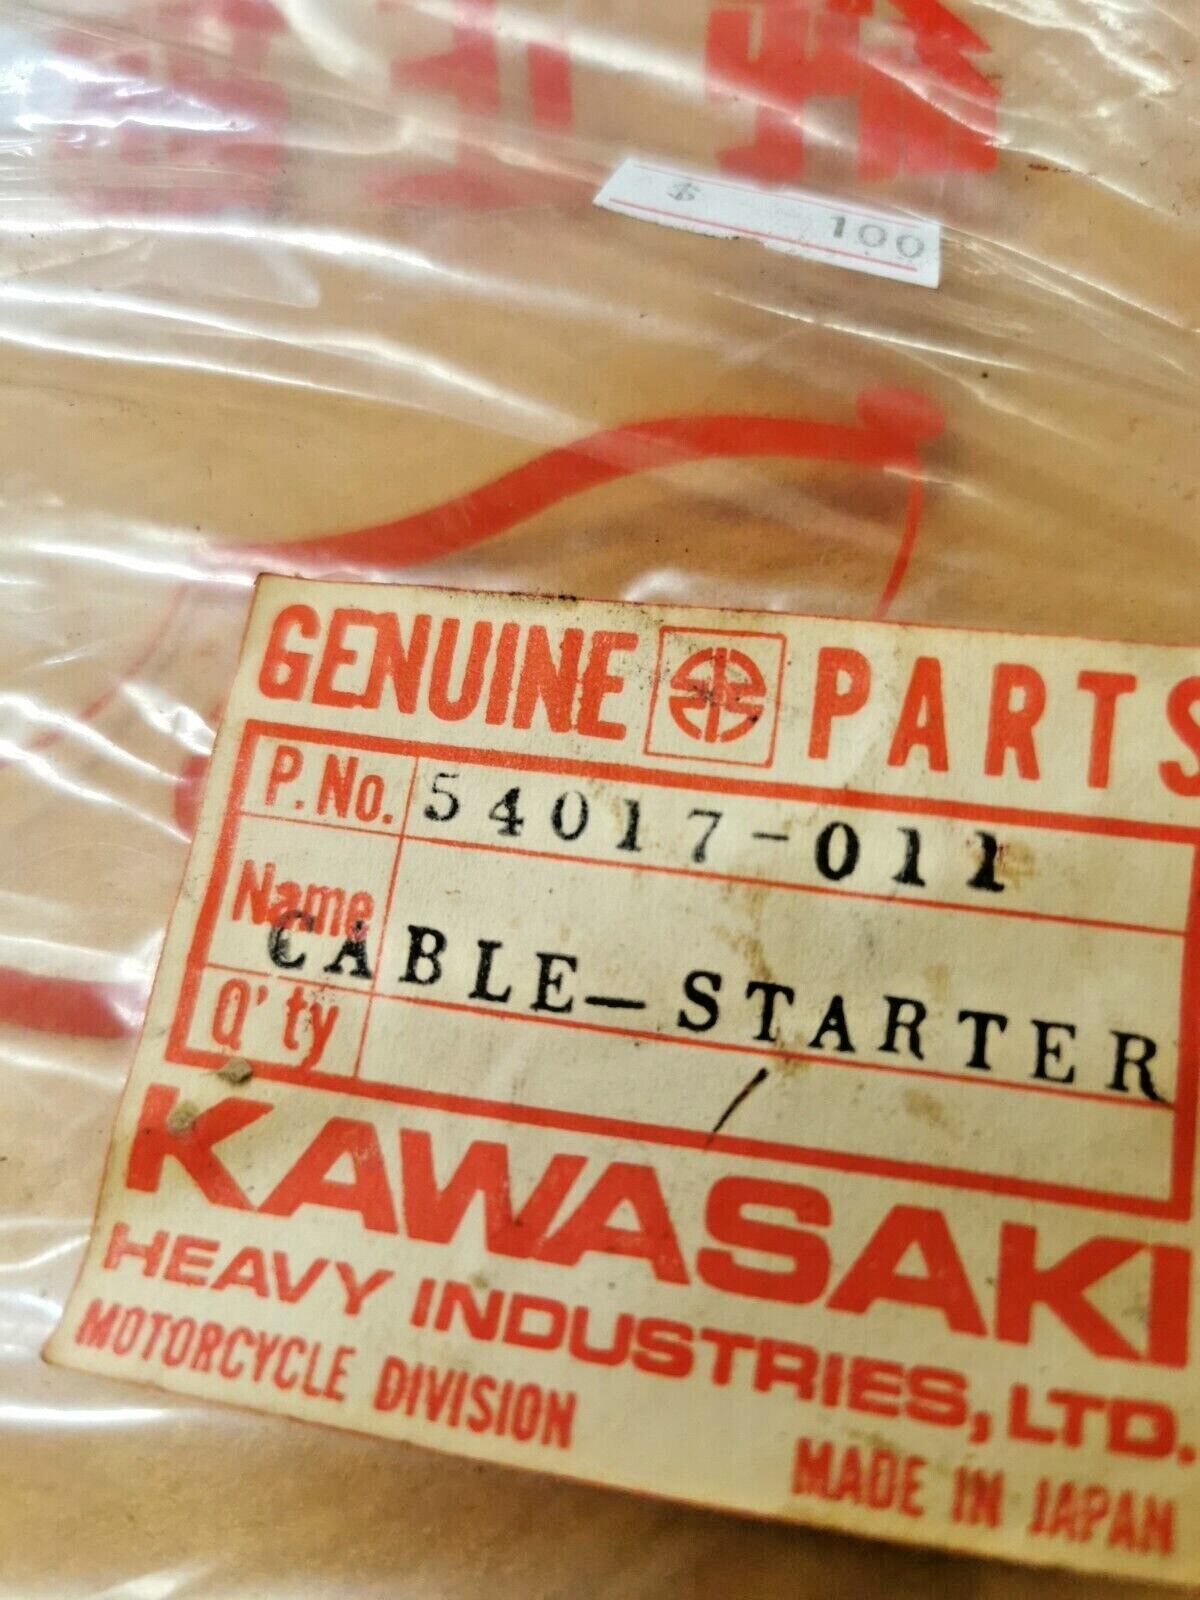 $ 100
GENUINE PARTS
P. No. 54017-011
Name CABLE-STARTER
Q'ty /
KAWASAKI
HEAVY INDUSTRIES, LTD.
MOTORCYCLE DIVISION
MADE IN JAPAN